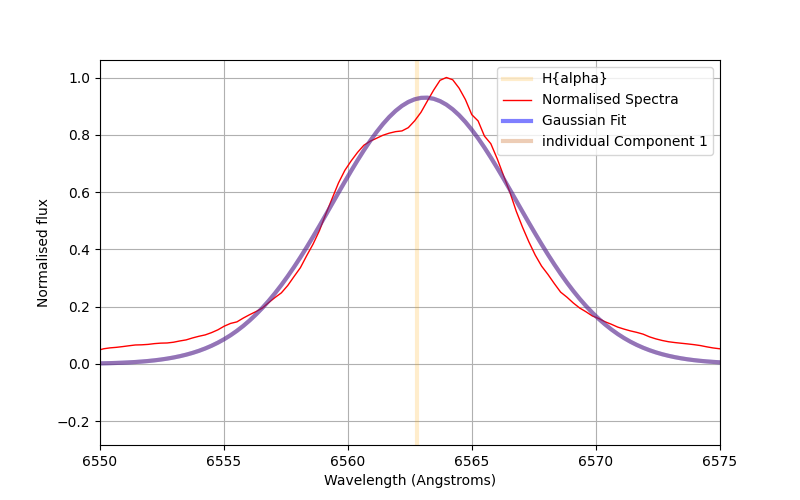 1.0
0.8
0.6
0.4
0.2
0.0
−0.2
Normalised flux
6550 6555 6560 6565 6570 6575
Wavelength (Angstroms)
H{alpha}
Normalised Spectra
Gaussian Fit
individual Component 1